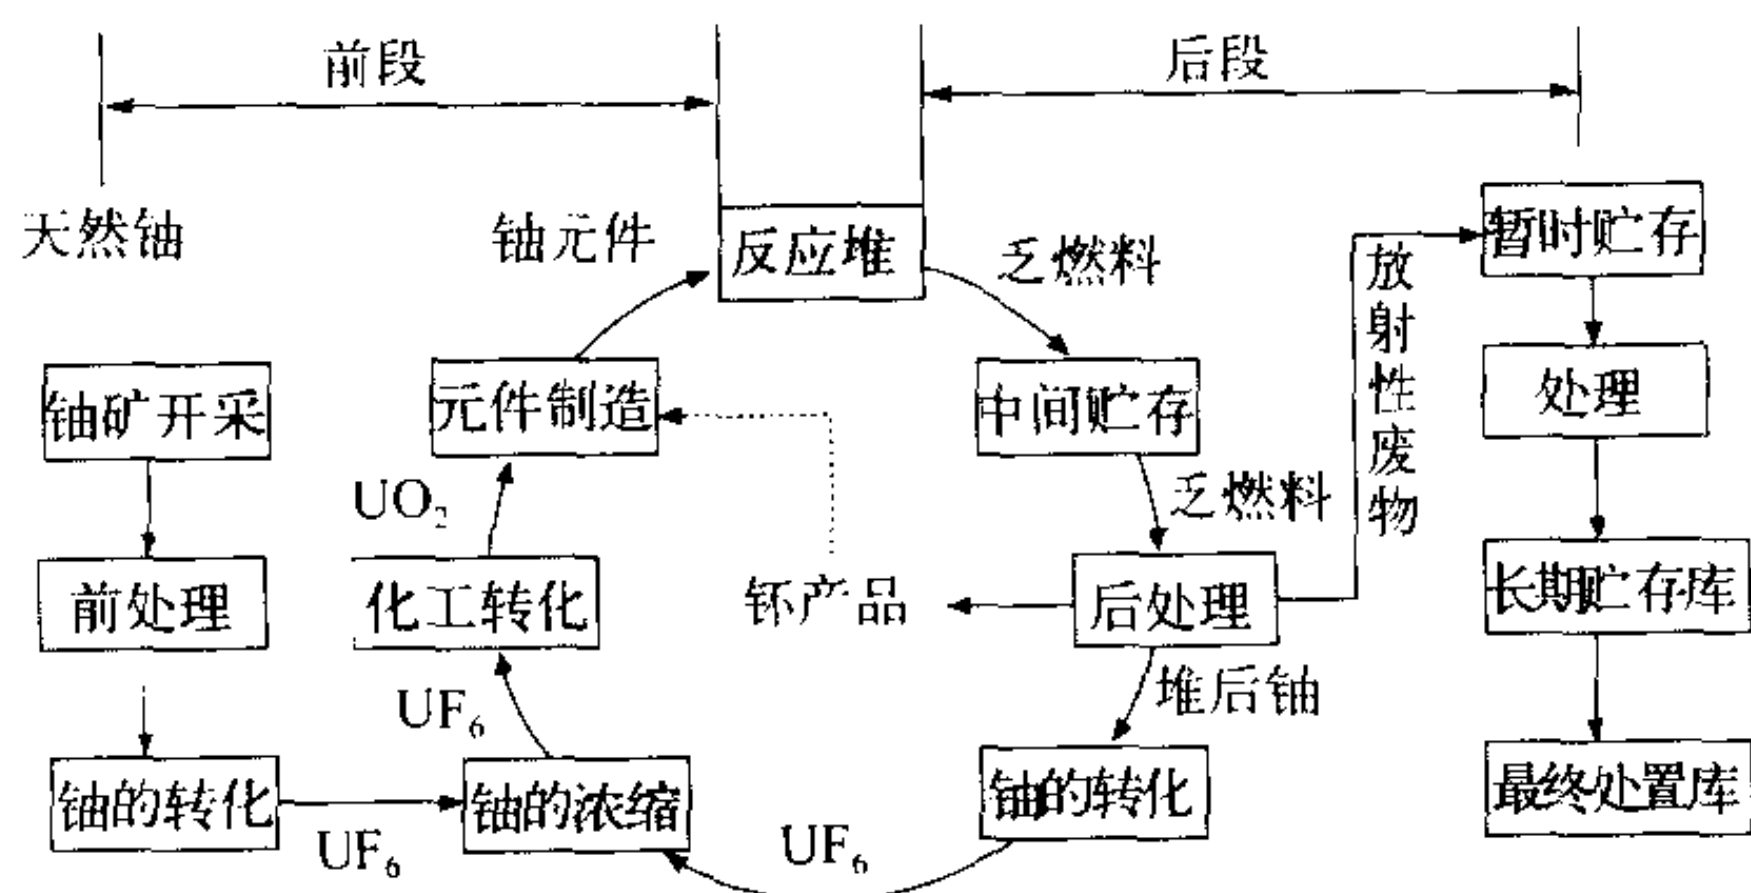 前段
后段
天然铀
铀元件
反应堆
乏燃料
暂时贮存
放射性废物
铀矿开采
元件制造
中间贮存
处理
UO₂
乏燃料
前处理
化工转化
钚产品
后处理
长期贮存库
UF₆
堆后铀
铀的转化
铀的浓缩
铀的转化
最终处置库
UF₆
UF₆